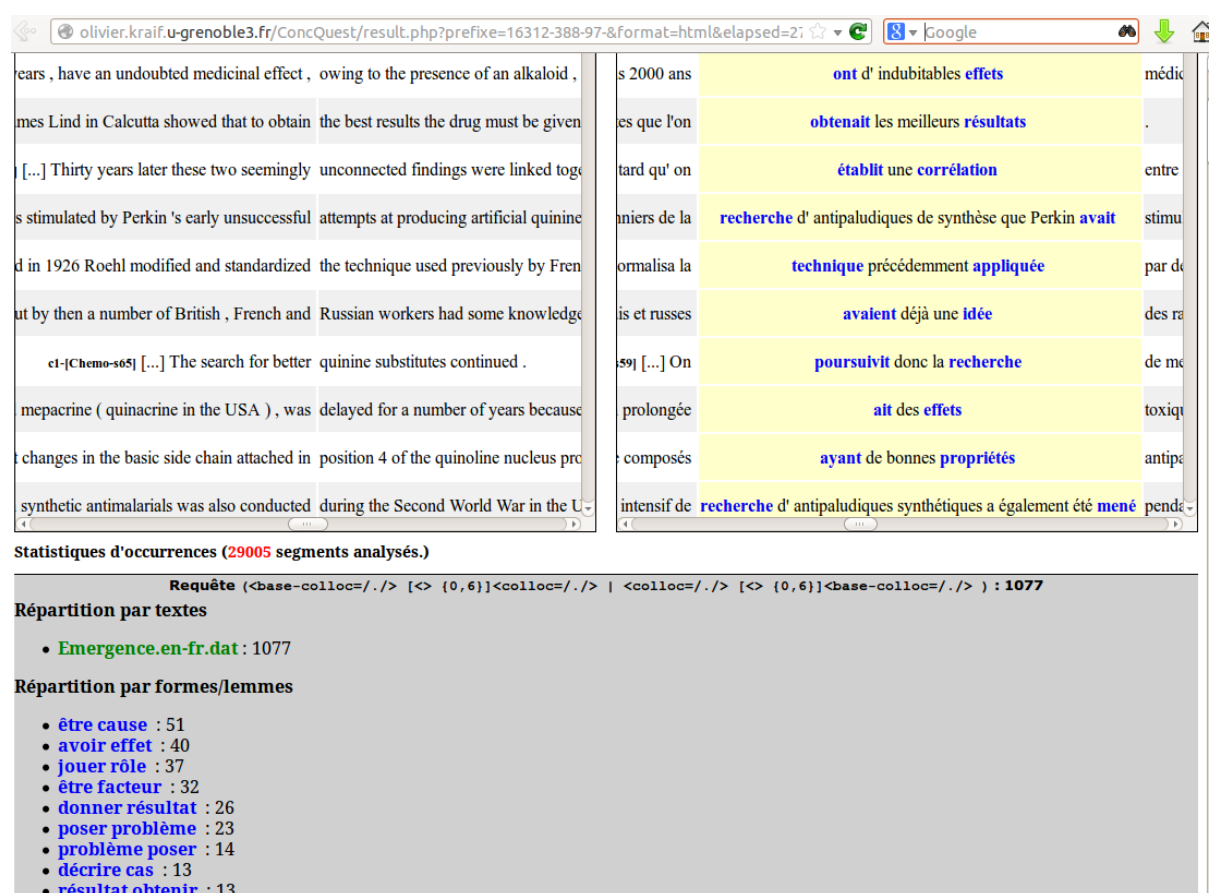 olivier.kraif.u-grenoble3.fr/ConcQuest/result.php?prefixe=16312-388-97-&format=html&elapsed=27 Google
ears , have an undoubted medicinal effect , owing to the presence of an alkaloid , s 2000 ans ont d' indubitables effets médic
mes Lind in Calcutta showed that to obtain the best results the drug must be given es que l'on obtenait les meilleurs résultats .
[...] Thirty years later these two seemingly unconnected findings were linked toge tard qu' on établit une corrélation entre
s stimulated by Perkin 's early unsuccessful attempts at producing artificial quinine nniers de la recherche d' antipaludiques de synthèse que Perkin avait stimu
d in 1926 Roehl modified and standardized the technique used previously by Fren ormalisa la technique précédemment appliquée par de
ut by then a number of British , French and Russian workers had some knowledge is et russes avaient déjà une idée des ra
c1-[Chemo-s65] [...] The search for better quinine substitutes continued . s59] [...] On poursuivit donc la recherche de me
mepacrine ( quinacrine in the USA ) , was delayed for a number of years because prolongée ait des effets toxiq
t changes in the basic side chain attached in position 4 of the quinoline nucleus pro composés ayant de bonnes propriétés antipa
synthetic antimalarials was also conducted during the Second World War in the U intensif de recherche d' antipaludiques synthétiques a également été mené penda
Statistiques d'occurrences (29005 segments analysés.)
Requête (<base-colloc=/./> [<> {0,6}]<colloc=/./> | <colloc=/./> [<> {0,6}]<base-colloc=/./> ) : 1077
Répartition par textes
• Emergence.en-fr.dat : 1077
Répartition par formes/lemmes
• être cause : 51
• avoir effet : 40
• jouer rôle : 37
• être facteur : 32
• donner résultat : 26
• poser problème : 23
• problème poser : 14
• décrire cas : 13
• résultat obtenir : 13